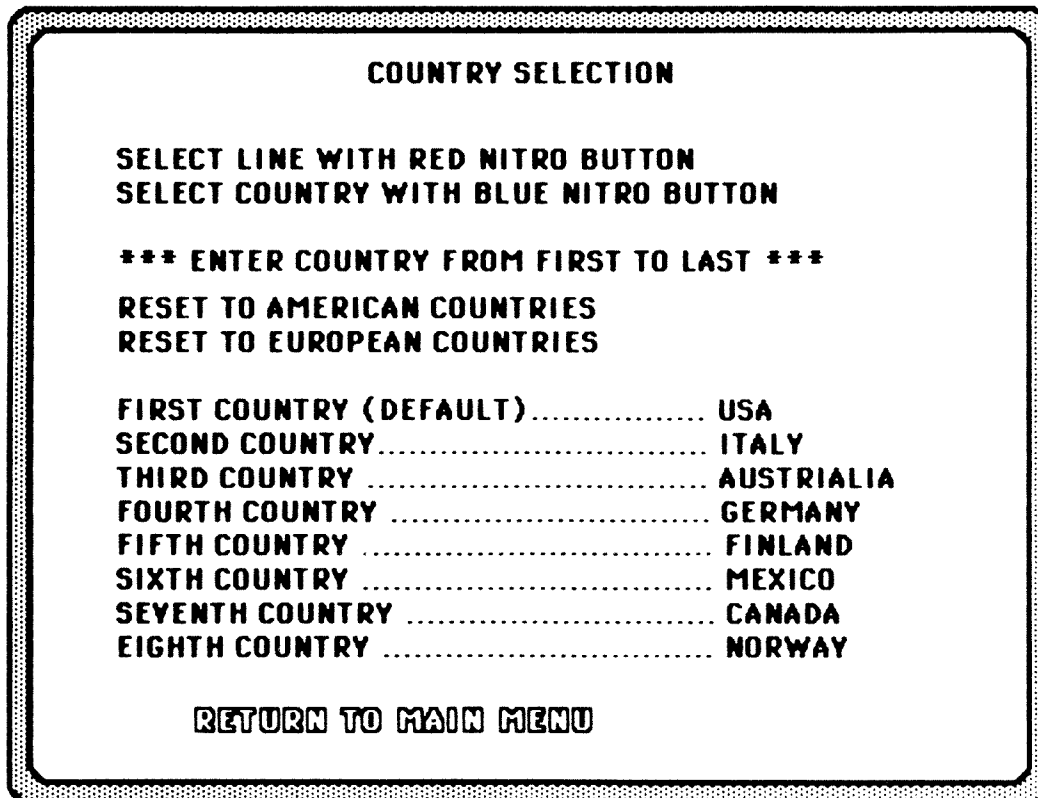 COUNTRY SELECTION
SELECT LINE WITH RED NITRO BUTTON
SELECT COUNTRY WITH BLUE NITRO BUTTON
*** ENTER COUNTRY FROM FIRST TO LAST ***
RESET TO AMERICAN COUNTRIES
RESET TO EUROPEAN COUNTRIES
FIRST COUNTRY (DEFAULT)................ USA
SECOND COUNTRY............................ ITALY
THIRD COUNTRY ............................. AUSTRIALIA
FOURTH COUNTRY ........................... GERMANY
FIFTH COUNTRY .............................. FINLAND
SIXTH COUNTRY .............................. MEXICO
SEVENTH COUNTRY .......................... CANADA
EIGHTH COUNTRY ............................ NORWAY
RETURN TO MAIN MENU